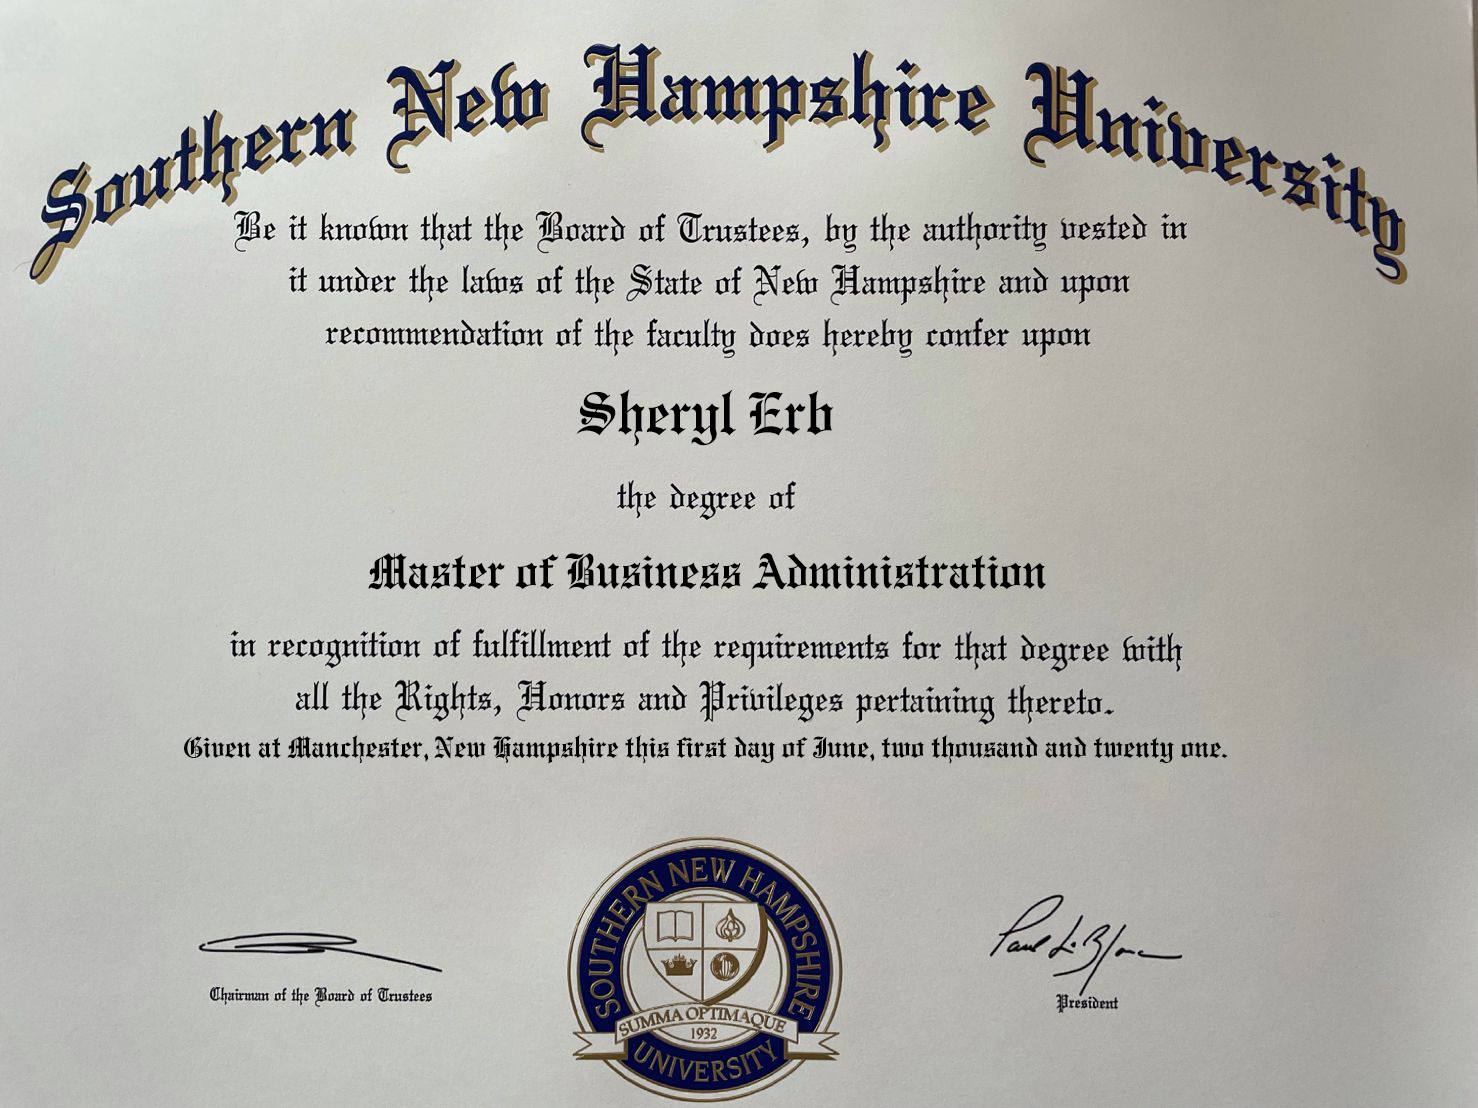 Southern New Hampshire University
Be it known that the Board of Trustees, by the authority vested in
it under the laws of the State of New Hampshire and upon
recommendation of the faculty does hereby confer upon
Sheryl Erb
the degree of
Master of Business Administration
in recognition of fulfillment of the requirements for that degree with
all the Rights, Honors and Privileges pertaining thereto.
Given at Manchester, New Hampshire this first day of June, two thousand and twenty one.
SOUTHERN NEW HAMPSHIRE
SUMMA OPTIMAQUE
1932
UNIVERSITY
Chairman of the Board of Trustees
President